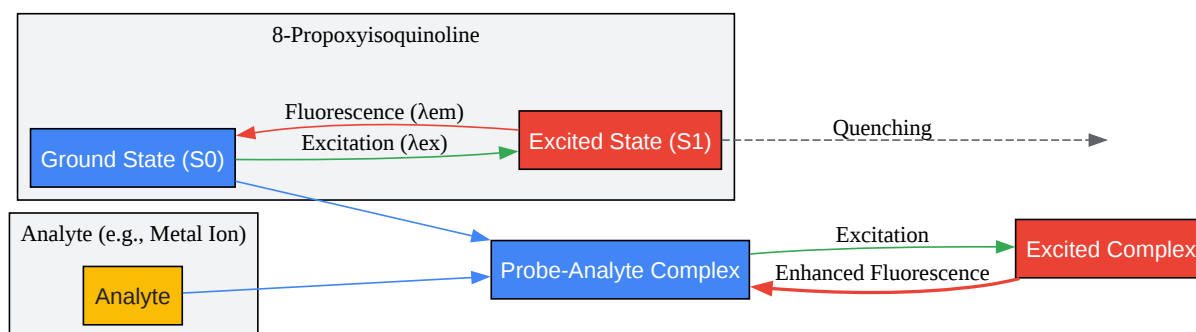 8-Propoxyisoquinoline
Fluorescence (λem)
Excitation (λex)
Ground State (S0)
Excited State (S1)
Quenching
Analyte (e.g., Metal Ion)
Analyte
Probe-Analyte Complex
Excitation
Enhanced Fluorescence
Excited Complex